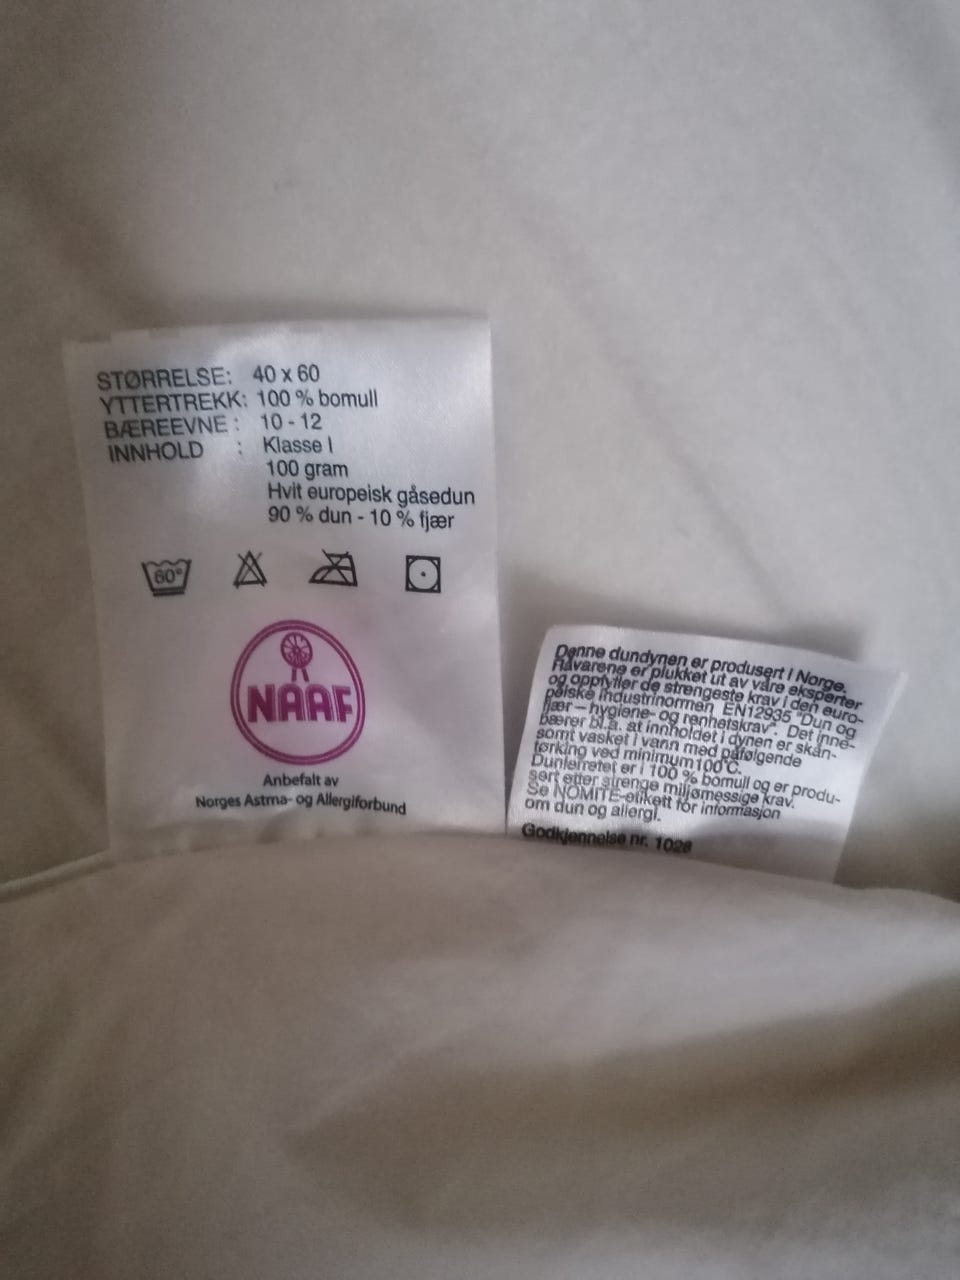 STØRRELSE: 40 x 60
YTTERTREKK: 100 % bomull
BÆREEVNE : 10 - 12
INNHOLD : Klasse I
100 gram
Hvit europeisk gåsedun
90 % dun - 10 % fjær
60°
NAAF
Anbefalt av
Norges Astma- og Allergiforbund
Denne dundynen er produsert i Norge.
Råvarene er plukket ut av våre eksperter
og oppfyller de strengeste krav i den euro-
peiske industrinormen EN12935 "Dun og
fjær – hygiene- og renhetskrav". Det inne-
bærer bl.a. at innholdet i dynen er skån-
somt vasket i vann med påfølgende
tørking ved minimum100°C.
Dunlerretet er i 100 % bomull og er produ-
sert etter strenge miljømessige krav.
Se NOMITE-etikett for informasjon
om dun og allergi.
Godkjennelse nr. 1028